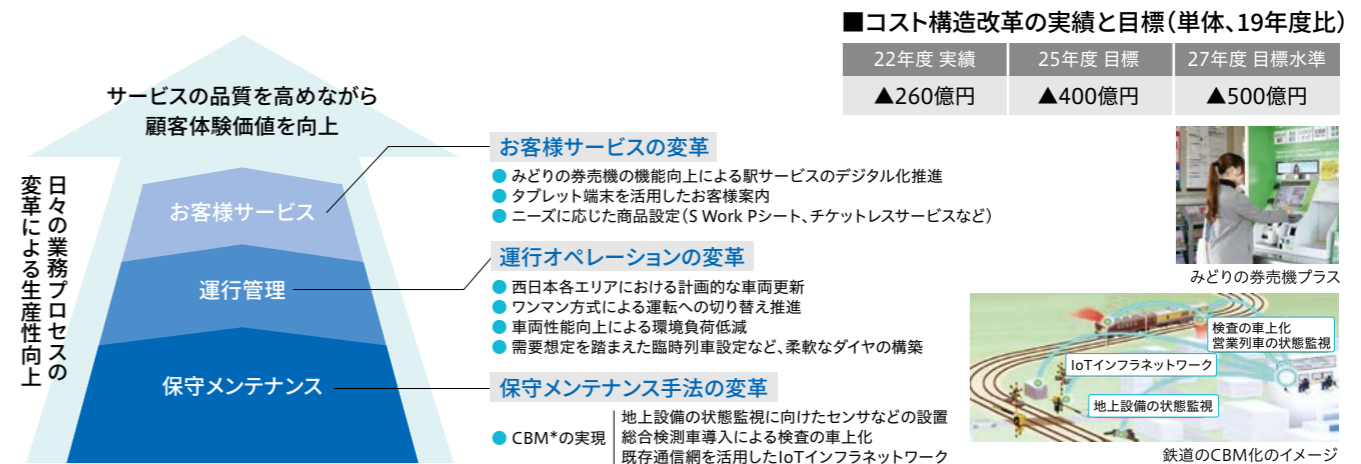 ■コスト構造改革の実績と目標(単体、19年度比)
22年度 実績 25年度 目標 27年度 目標水準
▲260億円 ▲400億円 ▲500億円
サービスの品質を高めながら
顧客体験価値を向上
日々の業務プロセスの
変革による生産性向上
お客様サービス
運行管理
保守メンテナンス
お客様サービスの変革
● みどりの券売機の機能向上による駅サービスのデジタル化推進
● タブレット端末を活用したお客様案内
● ニーズに応じた商品設定(S Work Pシート、チケットレスサービスなど)
運行オペレーションの変革
● 西日本各エリアにおける計画的な車両更新
● ワンマン方式による運転への切り替え推進
● 車両性能向上による環境負荷低減
● 需要想定を踏まえた臨時列車設定など、柔軟なダイヤの構築
保守メンテナンス手法の変革
● CBM*の実現
地上設備の状態監視に向けたセンサなどの設置
総合検測車導入による検査の車上化
既存通信網を活用したIoTインフラネットワーク
みどりの券売機プラス
検査の車上化
営業列車の状態監視
IoTインフラネットワーク
地上設備の状態監視
鉄道のCBM化のイメージ